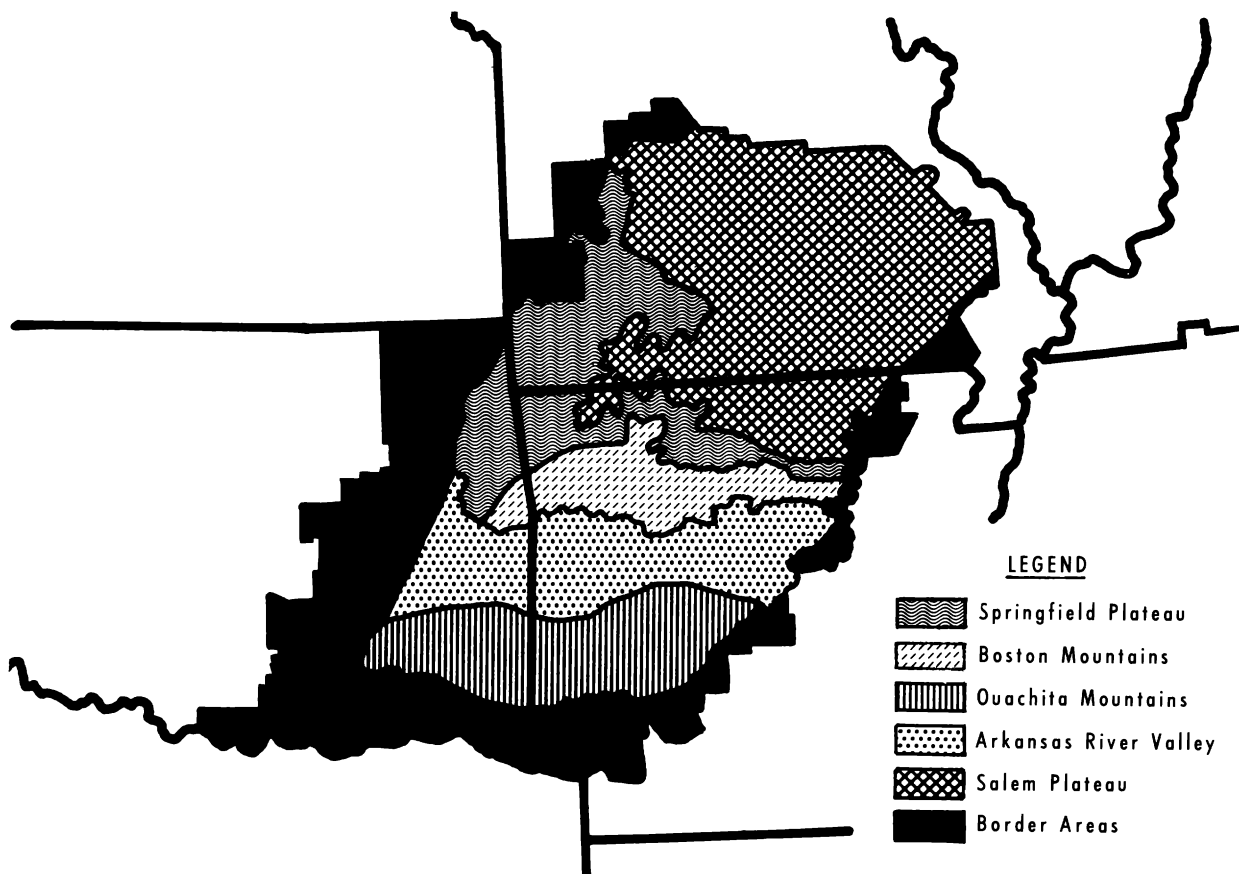 LEGEND
Springfield Plateau
Boston Mountains
Ouachita Mountains
Arkansas River Valley
Salem Plateau
Border Areas